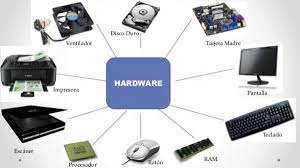 Disco Duro
Ventilador
Tarjeta Madre
HARDWARE
Impresora
Pantalla
Teclado
Escáner
Procesador
Ratón
RAM